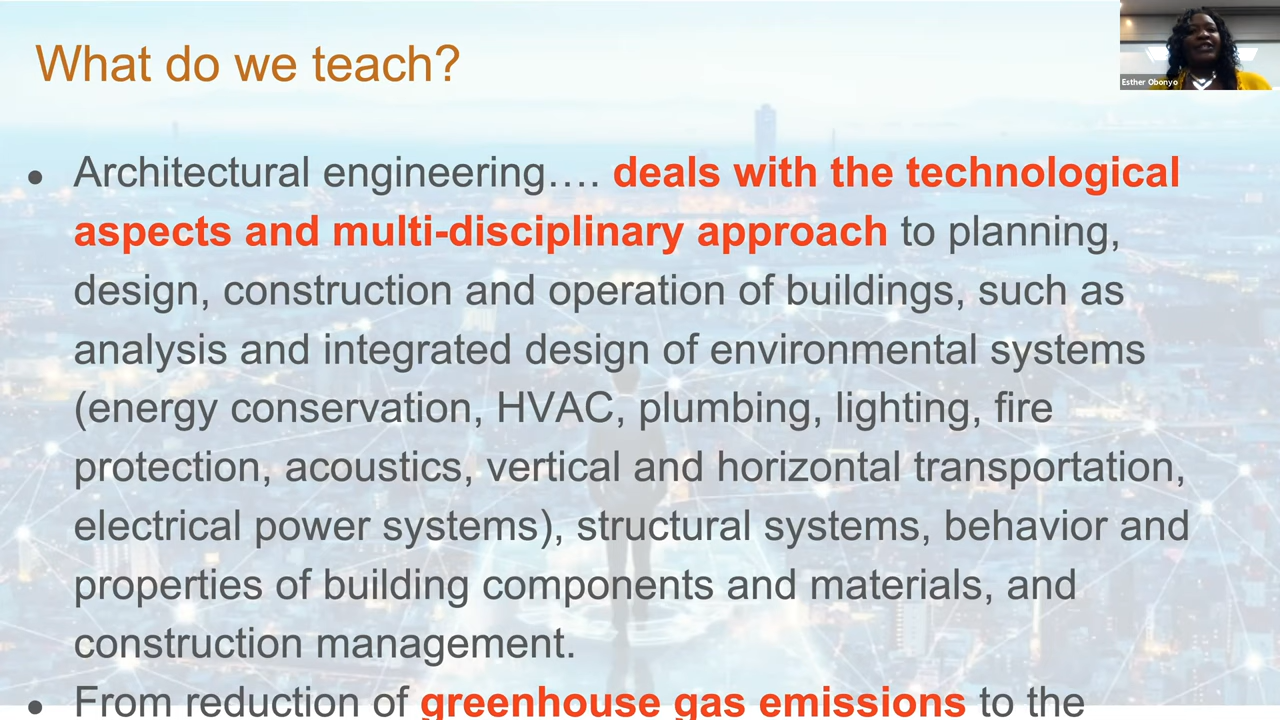 What do we teach?
Esther Obonyo
• Architectural engineering…. deals with the technological
aspects and multi-disciplinary approach to planning,
design, construction and operation of buildings, such as
analysis and integrated design of environmental systems
(energy conservation, HVAC, plumbing, lighting, fire
protection, acoustics, vertical and horizontal transportation,
electrical power systems), structural systems, behavior and
properties of building components and materials, and
construction management.
• From reduction of greenhouse gas emissions to the